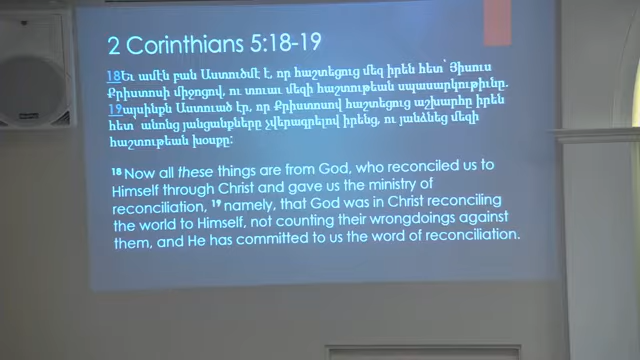 2 Corinthians 5:18-19
18Եւ ամէն բան Աստուծմէ է, որ հաշտեցուց մեզ իրեն հետ՝ Յիսուս
Քրիստոսի միջոցով, ու տուաւ մեզի հաշտութեան սպասարկութիւնը.
19այսինքն Աստուած էր, որ Քրիստոսով հաշտեցուց աշխարհը իրեն
հետ՝ անոնց յանցանքները չվերագրելով իրենց, ու յանձնեց մեզի
հաշտութեան խօսքը:
18 Now all these things are from God, who reconciled us to
Himself through Christ and gave us the ministry of
reconciliation, 19 namely, that God was in Christ reconciling
the world to Himself, not counting their wrongdoings against
them, and He has committed to us the word of reconciliation.